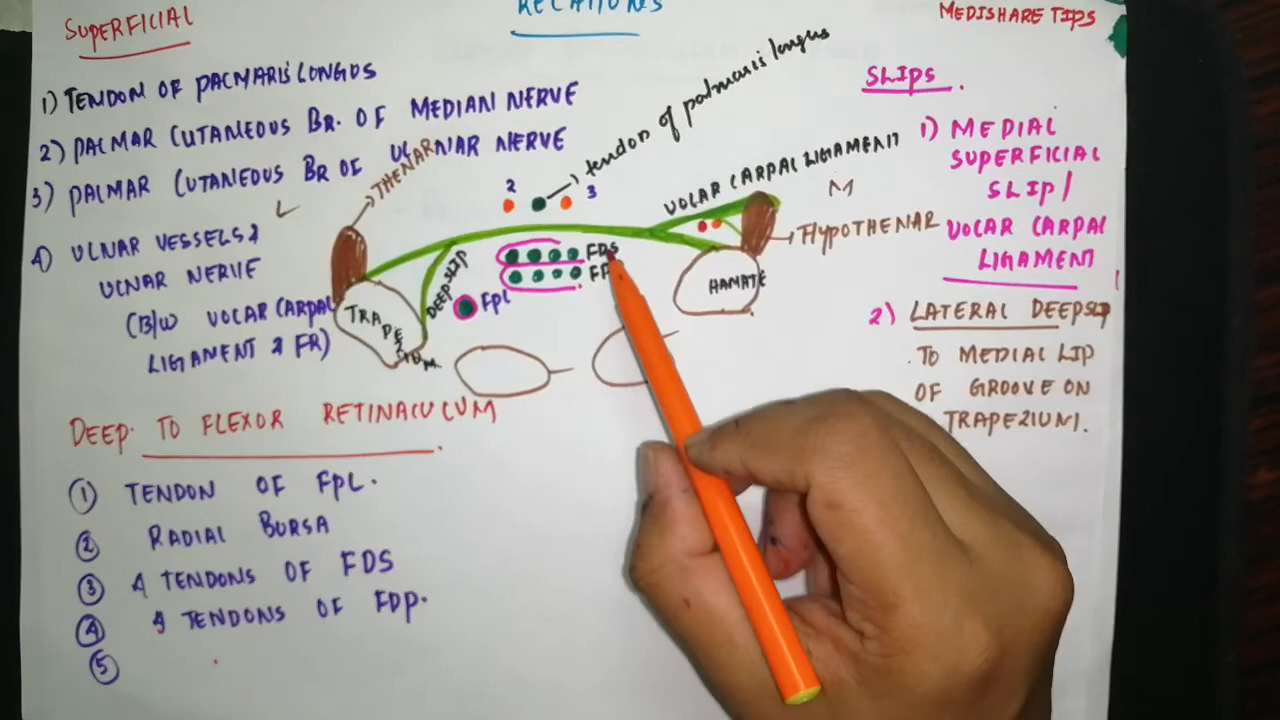 RELATIONS
SUPERFICIAL
MEDISHARE TIPS
1) TENDON OF PALMARIS LONGUS
2) PALMAR CUTANEOUS BR. OF MEDIAN NERVE
3) PALMAR CUTANEOUS BR OF ULNAR NERVE
4) ULNAR VESSELS &
ULNAR NERVE
(B/W VOLAR CARPAL
LIGAMENT & FR)
L
THENAR
2
3
tendon of palmaris longus
VOLAR CARPAL LIGAMENT
M
HYPOTHENAR
HAMATE
FDS
FP
FPL
DEEP SLIP
TRAPEZIUM
SLIPS
1) MEDIAL
SUPERFICIAL
SLIP/
VOLAR CARPAL
LIGAMENT
2) LATERAL DEEP SLIP
TO MEDIAL LIP
OF GROOVE ON
TRAPEZIUM.
DEEP TO FLEXOR RETINACULUM
1 TENDON OF FPL.
2 RADIAL BURSA
3 4 TENDONS OF FDS
4 4 TENDONS OF FDP.
5